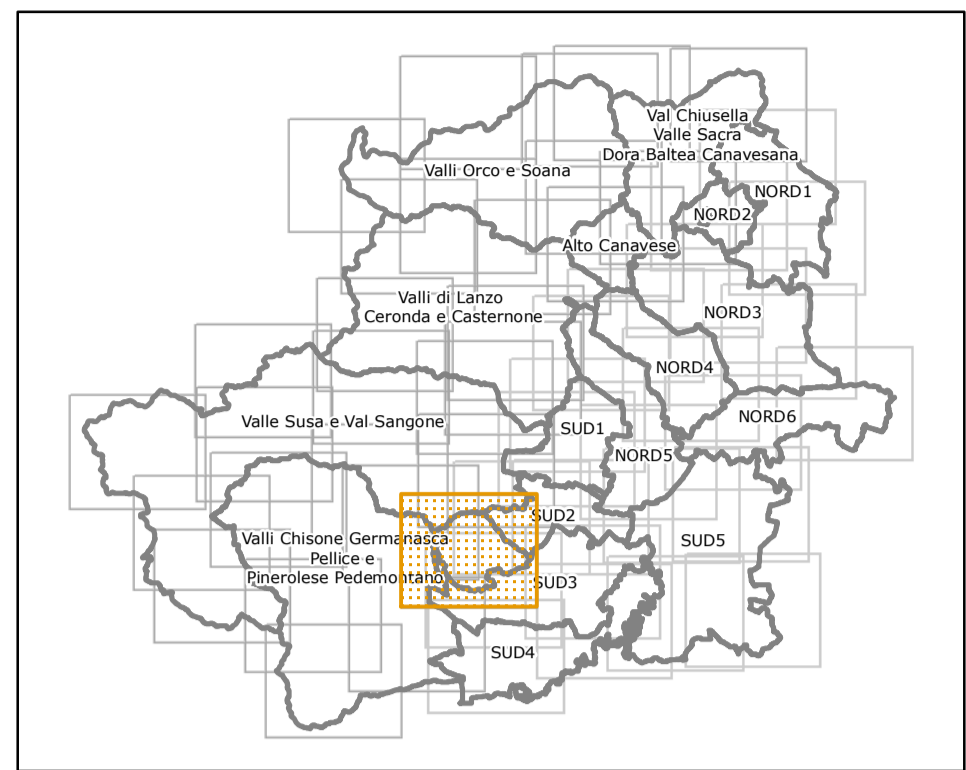 Val Chiusella
Valle Sacra
Dora Baltea Canavesana
Valli Orco e Soana
NORD1
NORD2
Alto Canavese
Valli di Lanzo
Ceronda e Casternone
NORD3
NORD4
NORD6
Valle Susa e Val Sangone
SUD1
NORD5
SUD2
Valli Chisone Germanasca
Pellice e
Pinerolese Pedemontano
SUD5
SUD3
SUD4